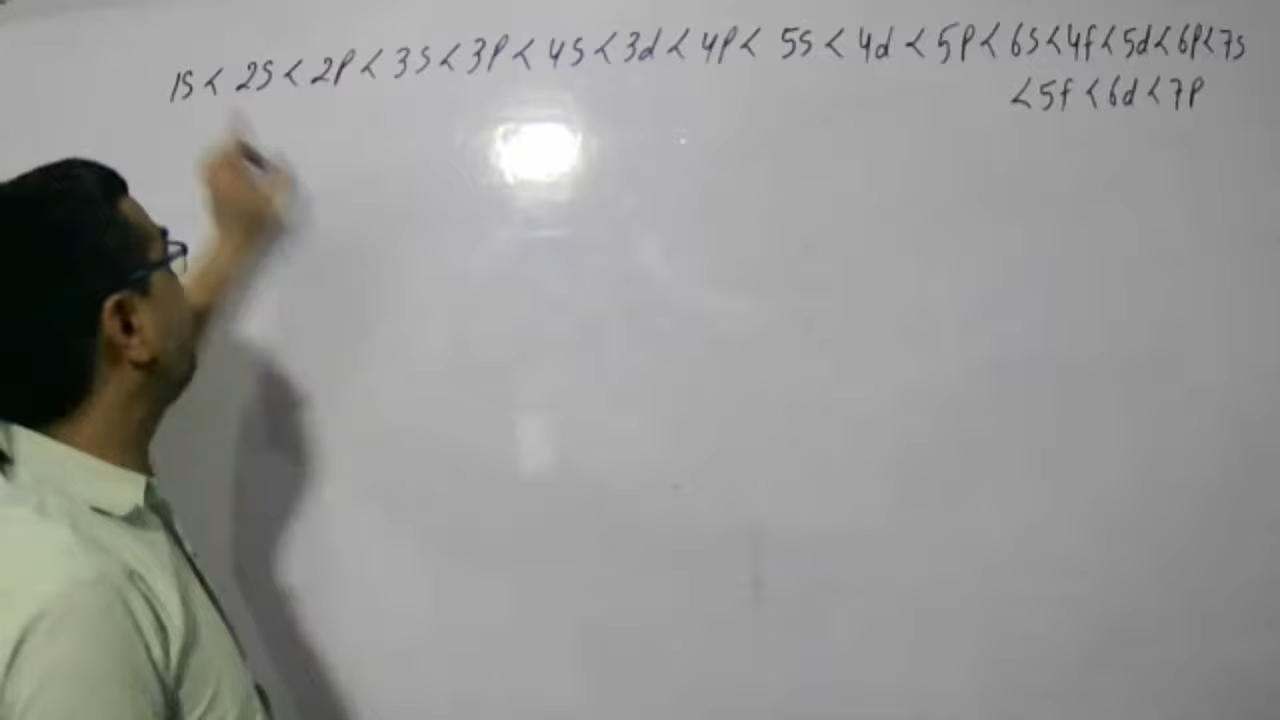 1s < 2s < 2p < 3s < 3p < 4s < 3d < 4p < 5s < 4d < 5p < 6s < 4f < 5d < 6p < 7s
< 5f < 6d < 7p